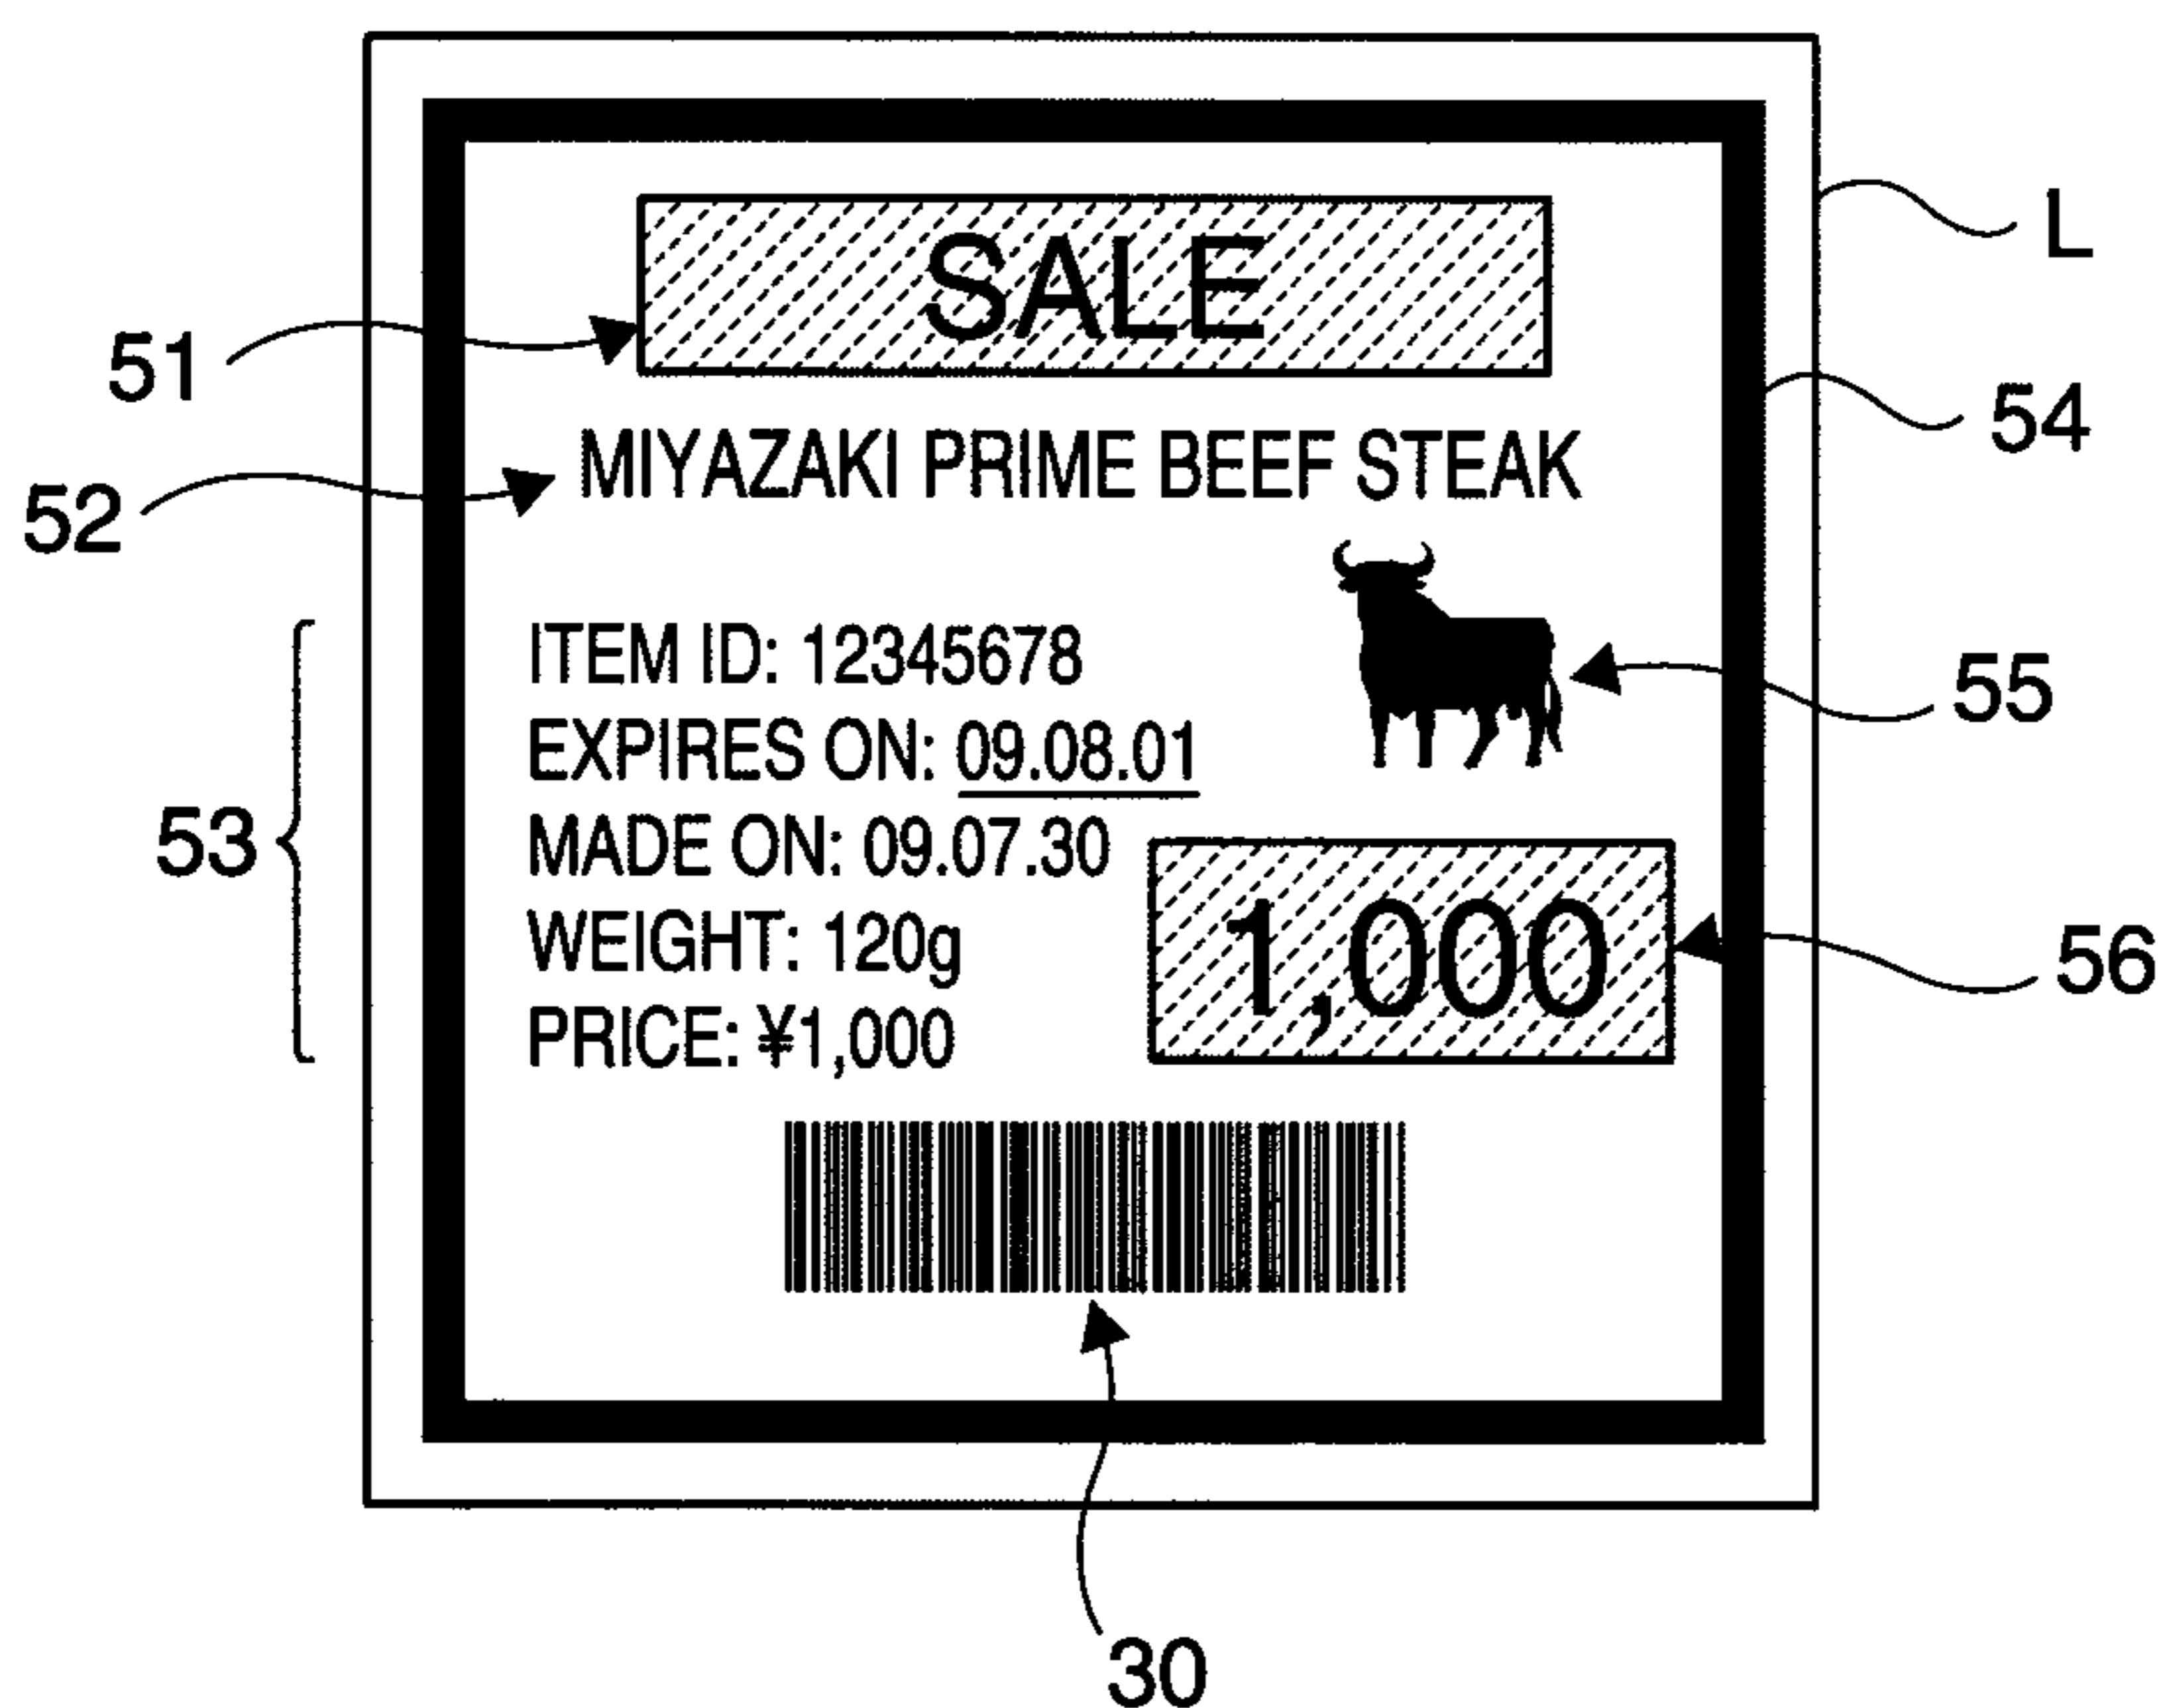 SALE
L
51
54
MIYAZAKI PRIME BEEF STEAK
52
ITEM ID: 12345678
55
EXPIRES ON: 09.08.01
53
MADE ON: 09.07.30
1,000
WEIGHT: 120g
56
PRICE: ¥1,000
30